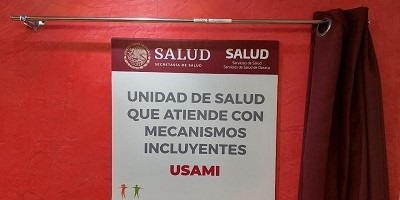 SALUD
SECRETARÍA DE SALUD
SALUD
Servicios de Salud
Servicios de Salud de Oaxaca
UNIDAD DE SALUD
QUE ATIENDE CON
MECANISMOS
INCLUYENTES
USAMI